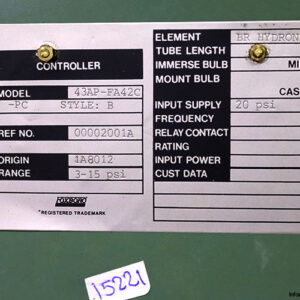 CONTROLLER
MODEL 43AP-FA42C
-PC STYLE: B
REF NO. 00002001A
ORIGIN 1A8012
RANGE 3-15 psi
FOXBORO
*REGISTERED TRADEMARK
ELEMENT BR HYDRON
TUBE LENGTH
IMMERSE BULB MI
MOUNT BULB
CAS
INPUT SUPPLY 20 psi
FREQUENCY
RELAY CONTACT
RATING
INPUT POWER
CUST DATA
15221